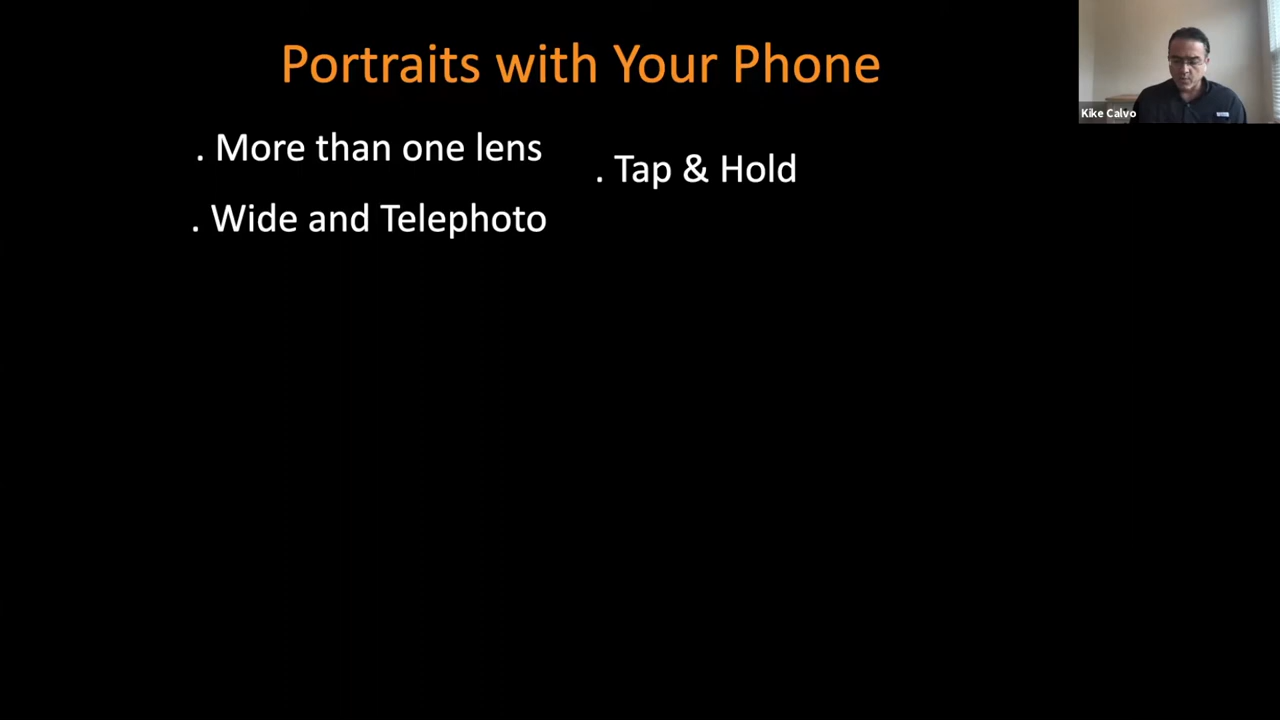 Portraits with Your Phone
Kike Calvo
. More than one lens
. Tap & Hold
. Wide and Telephoto